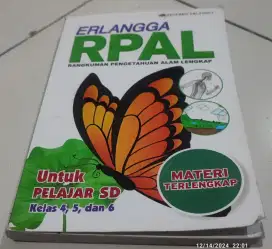 ERLANGGA
RPAL
RANGKUMAN PENGETAHUAN ALAM LENGKAP
Untuk
PELAJAR SD
Kelas 4, 5, dan 6
MATERI
TERLENGKAP
12/14/2024 22:01